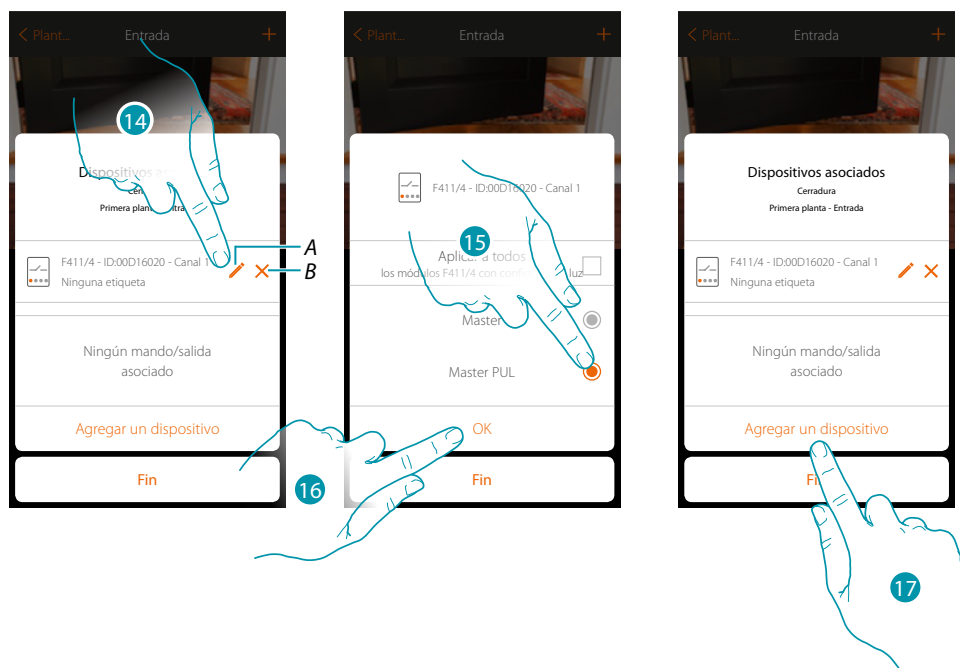 < Plant... Entrada +
14
Dispositivos
Primera
F411/4 - ID:00D16020 - Canal 1
Ninguna etiqueta
A
B
Ningún mando/salida
asociado
Agregar un dispositivo
Fin
< Plant... Entrada +
F411/4 - ID:00D16020 - Canal 1
15
a todos
los módulos F411/4 con luz
Master
Master PUL
OK
16
Fin
< Plant... Entrada +
Dispositivos asociados
Cerradura
Primera planta - Entrada
F411/4 - ID:00D16020 - Canal 1
Ninguna etiqueta
Ningún mando/salida
asociado
Agregar un dispositivo
17